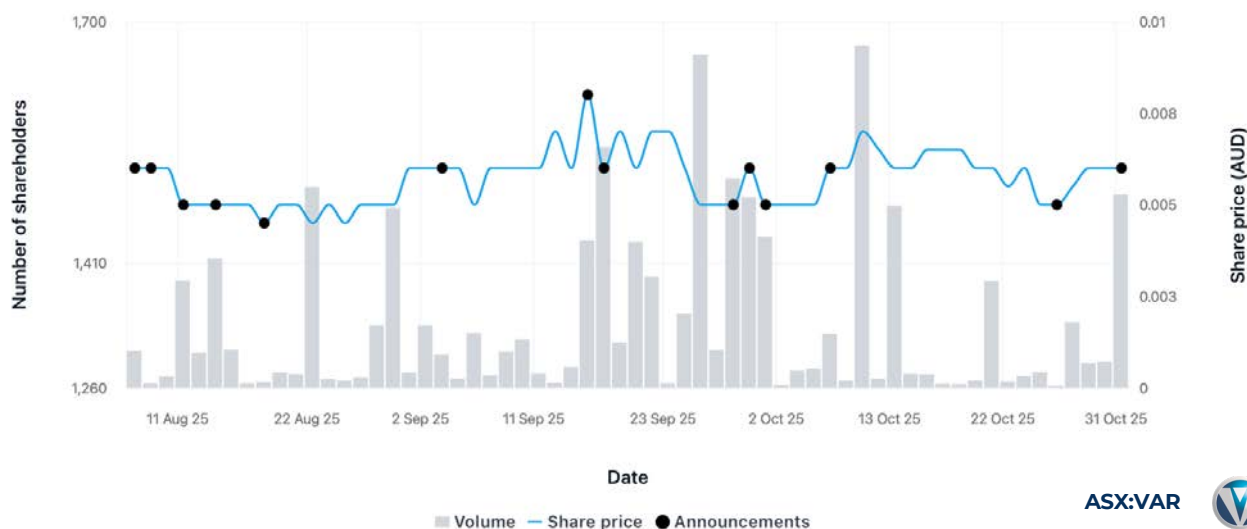 1,700
0.01
0.008
0.005
1,410
0.003
1,260
0
Number of shareholders
Share price (AUD)
11 Aug 25
22 Aug 25
2 Sep 25
11 Sep 25
23 Sep 25
2 Oct 25
13 Oct 25
22 Oct 25
31 Oct 25
Date
ASX:VAR
Volume
Share price
Announcements